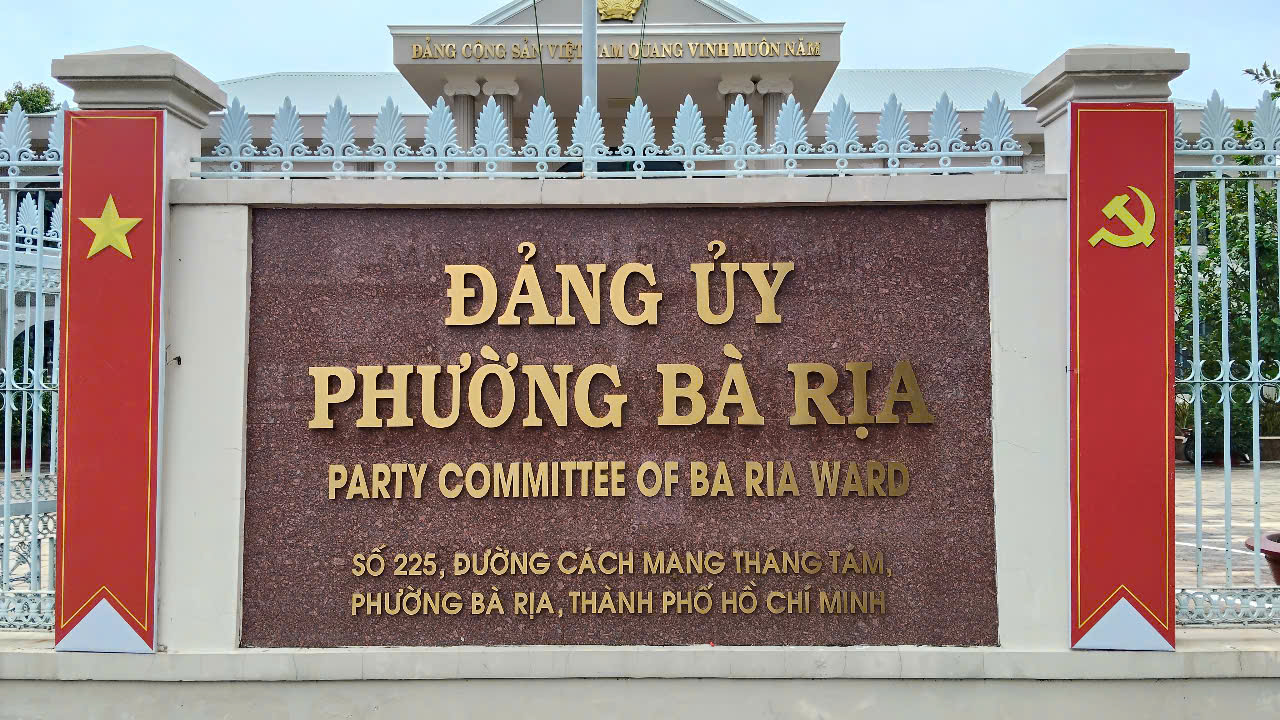 ĐẢNG CỘNG SẢN VIỆT NAM QUANG VINH MUÔN NĂM
ĐẢNG ỦY
PHƯỜNG BÀ RỊA
PARTY COMMITTEE OF BA RIA WARD
SỐ 225, ĐƯỜNG CÁCH MẠNG THÁNG TÁM,
PHƯỜNG BÀ RỊA, THÀNH PHỐ HỒ CHÍ MINH